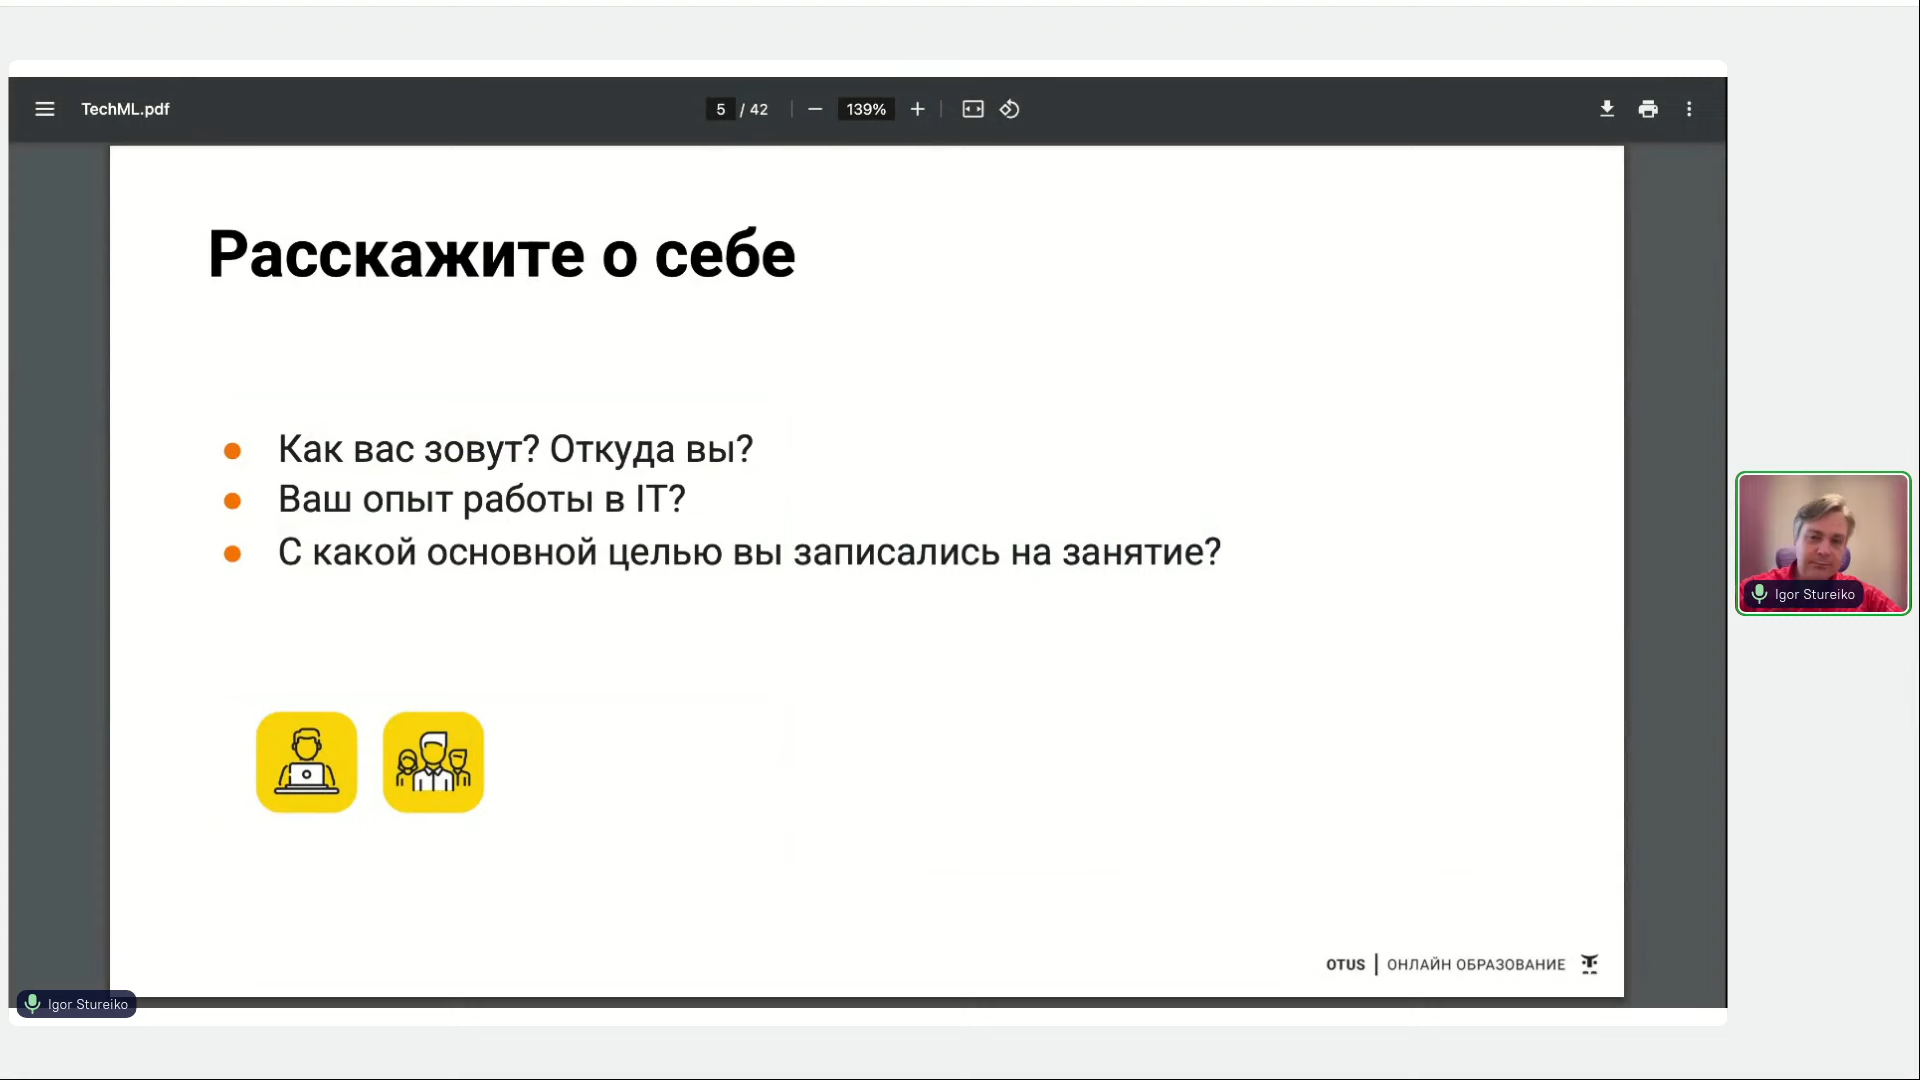 TechML.pdf
5 / 42
139%
Расскажите о себе
Как вас зовут? Откуда вы?
Ваш опыт работы в IT?
С какой основной целью вы записались на занятие?
Igor Stureiko
OTUS | ОНЛАЙН ОБРАЗОВАНИЕ
Igor Stureiko